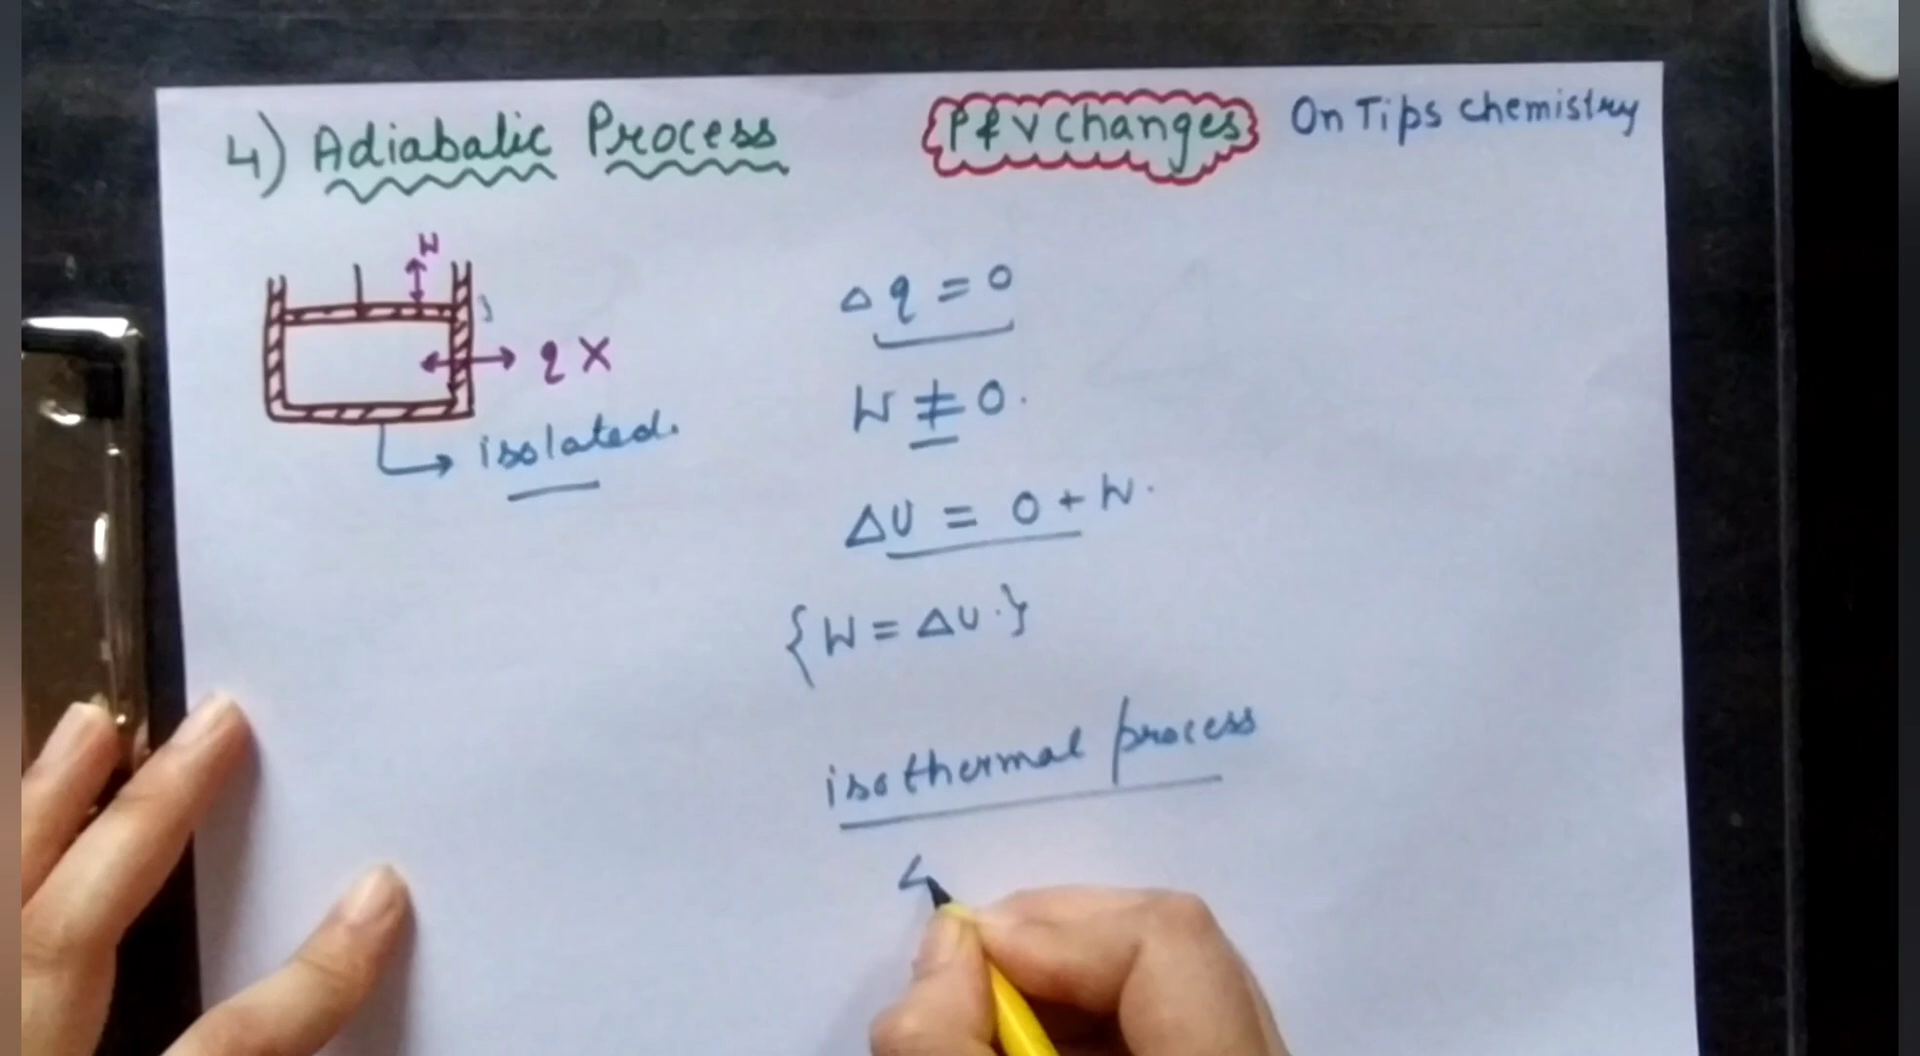 4) Adiabalic Process
P & V changes
On Tips chemistry
W
q X
isolated.
Δq = 0
W ≠ 0.
ΔU = 0 + W.
{W = ΔU.}
isothermal process